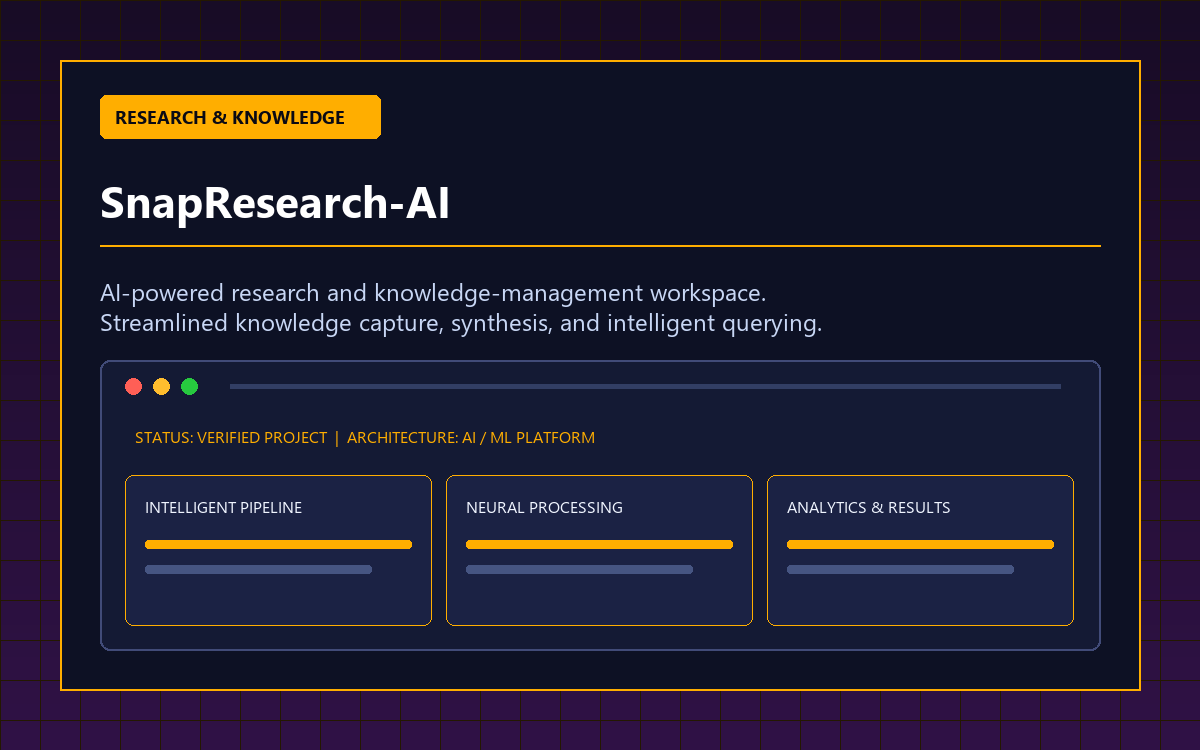 RESEARCH & KNOWLEDGE
SnapResearch-AI
AI-powered research and knowledge-management workspace.
Streamlined knowledge capture, synthesis, and intelligent querying.
STATUS: VERIFIED PROJECT | ARCHITECTURE: AI / ML PLATFORM
INTELLIGENT PIPELINE
NEURAL PROCESSING
ANALYTICS & RESULTS